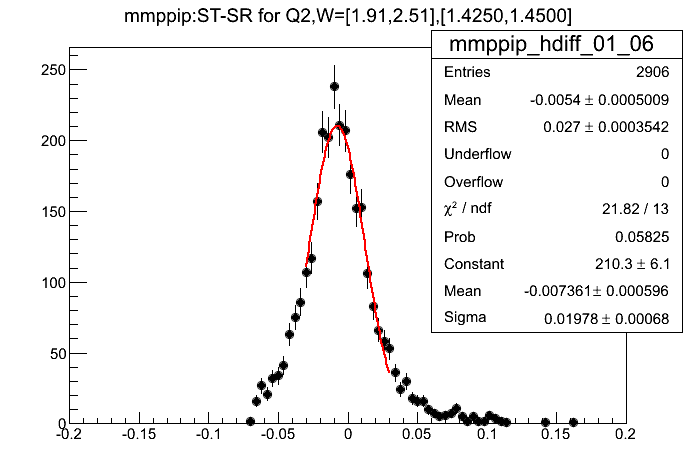 mmppip:ST-SR for Q2,W=[1.91,2.51],[1.4250,1.4500]
mmppip_hdiff_01_06
Entries 2906
Mean -0.0054 ± 0.0005009
RMS 0.027 ± 0.0003542
Underflow 0
Overflow 0
χ² / ndf 21.82 / 13
Prob 0.05825
Constant 210.3 ± 6.1
Mean -0.007361 ± 0.000596
Sigma 0.01978 ± 0.00068
250
200
150
100
50
0
-0.2 -0.15 -0.1 -0.05 0 0.05 0.1 0.15 0.2